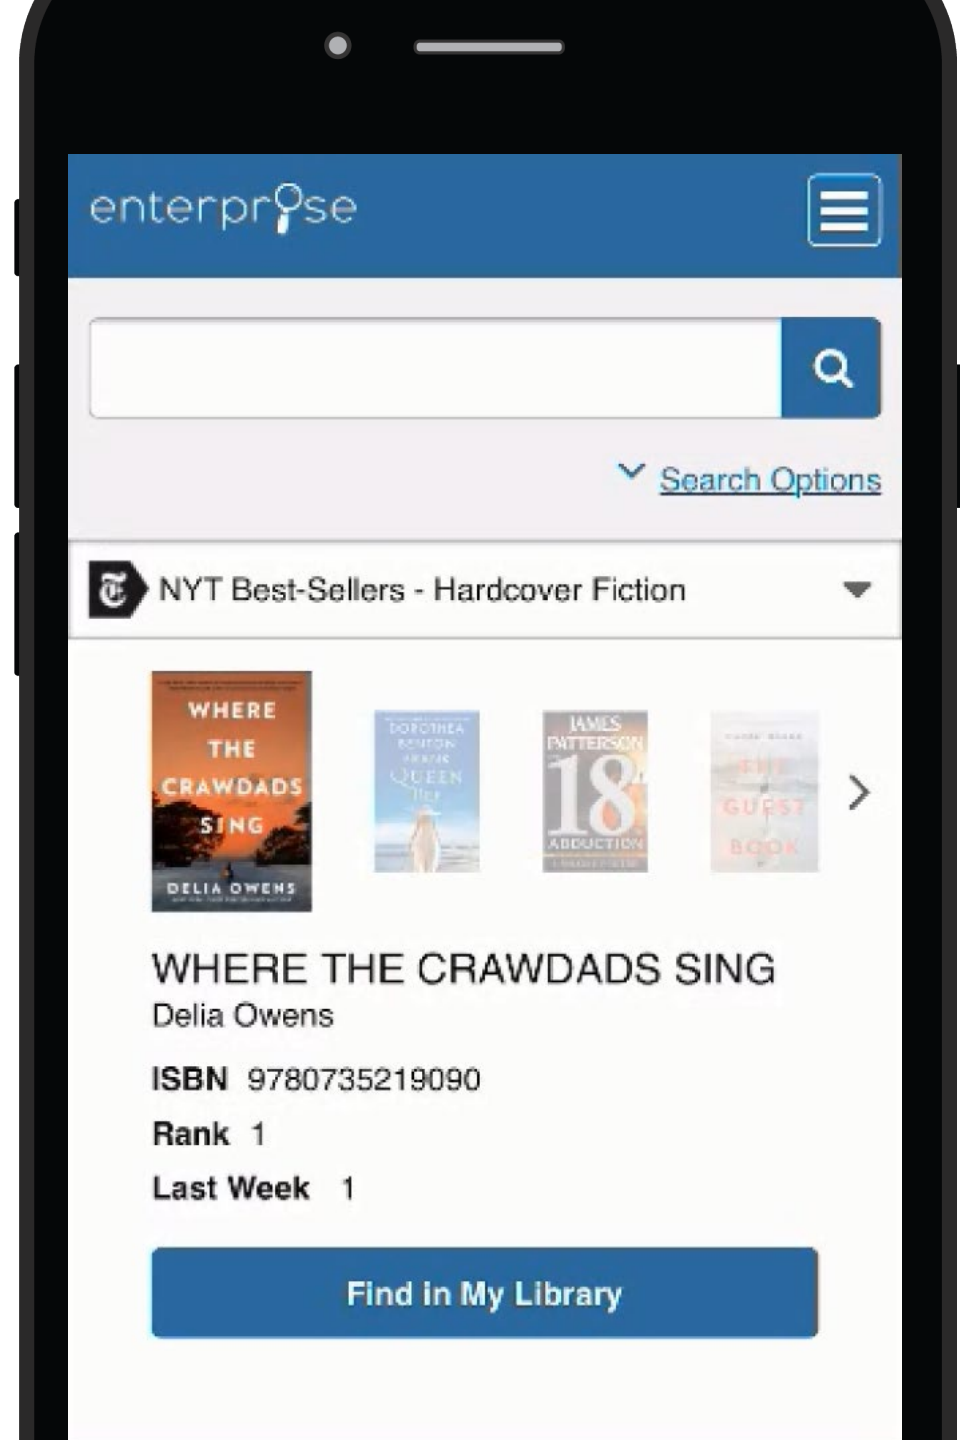 enterprise
Search Options
NYT Best-Sellers - Hardcover Fiction
WHERE
THE
CRAWDADS
SING
DELIA OWENS
DOROTHEA
BENTON
FRANK
QUEEN
BEE
JAMES
PATTERSON
18
ABDUCTION
THE
GUEST
BOOK
WHERE THE CRAWDADS SING
Delia Owens
ISBN 9780735219090
Rank 1
Last Week 1
Find in My Library